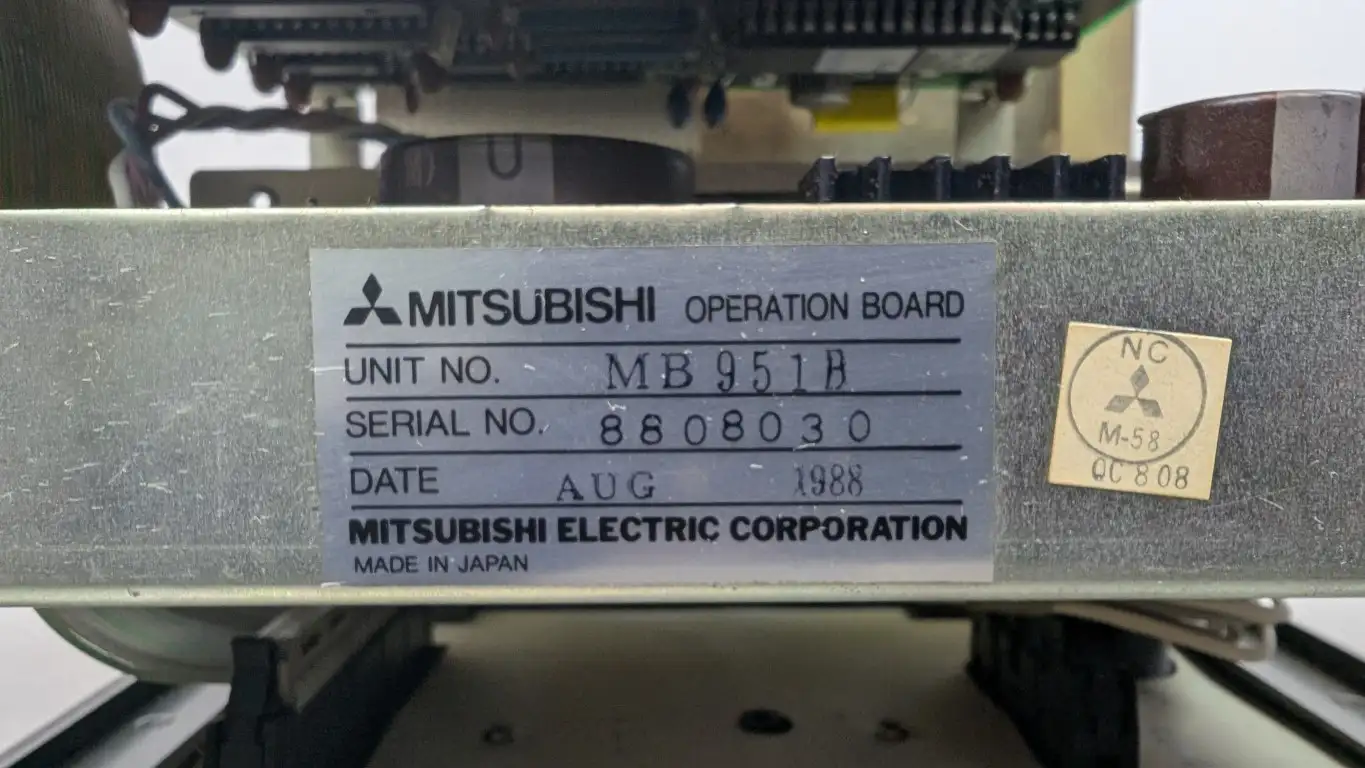 U
MITSUBISHI OPERATION BOARD
UNIT NO. MB951B
SERIAL NO. 8808030
DATE AUG 1988
MITSUBISHI ELECTRIC CORPORATION
MADE IN JAPAN
NC
M-58
QC 808